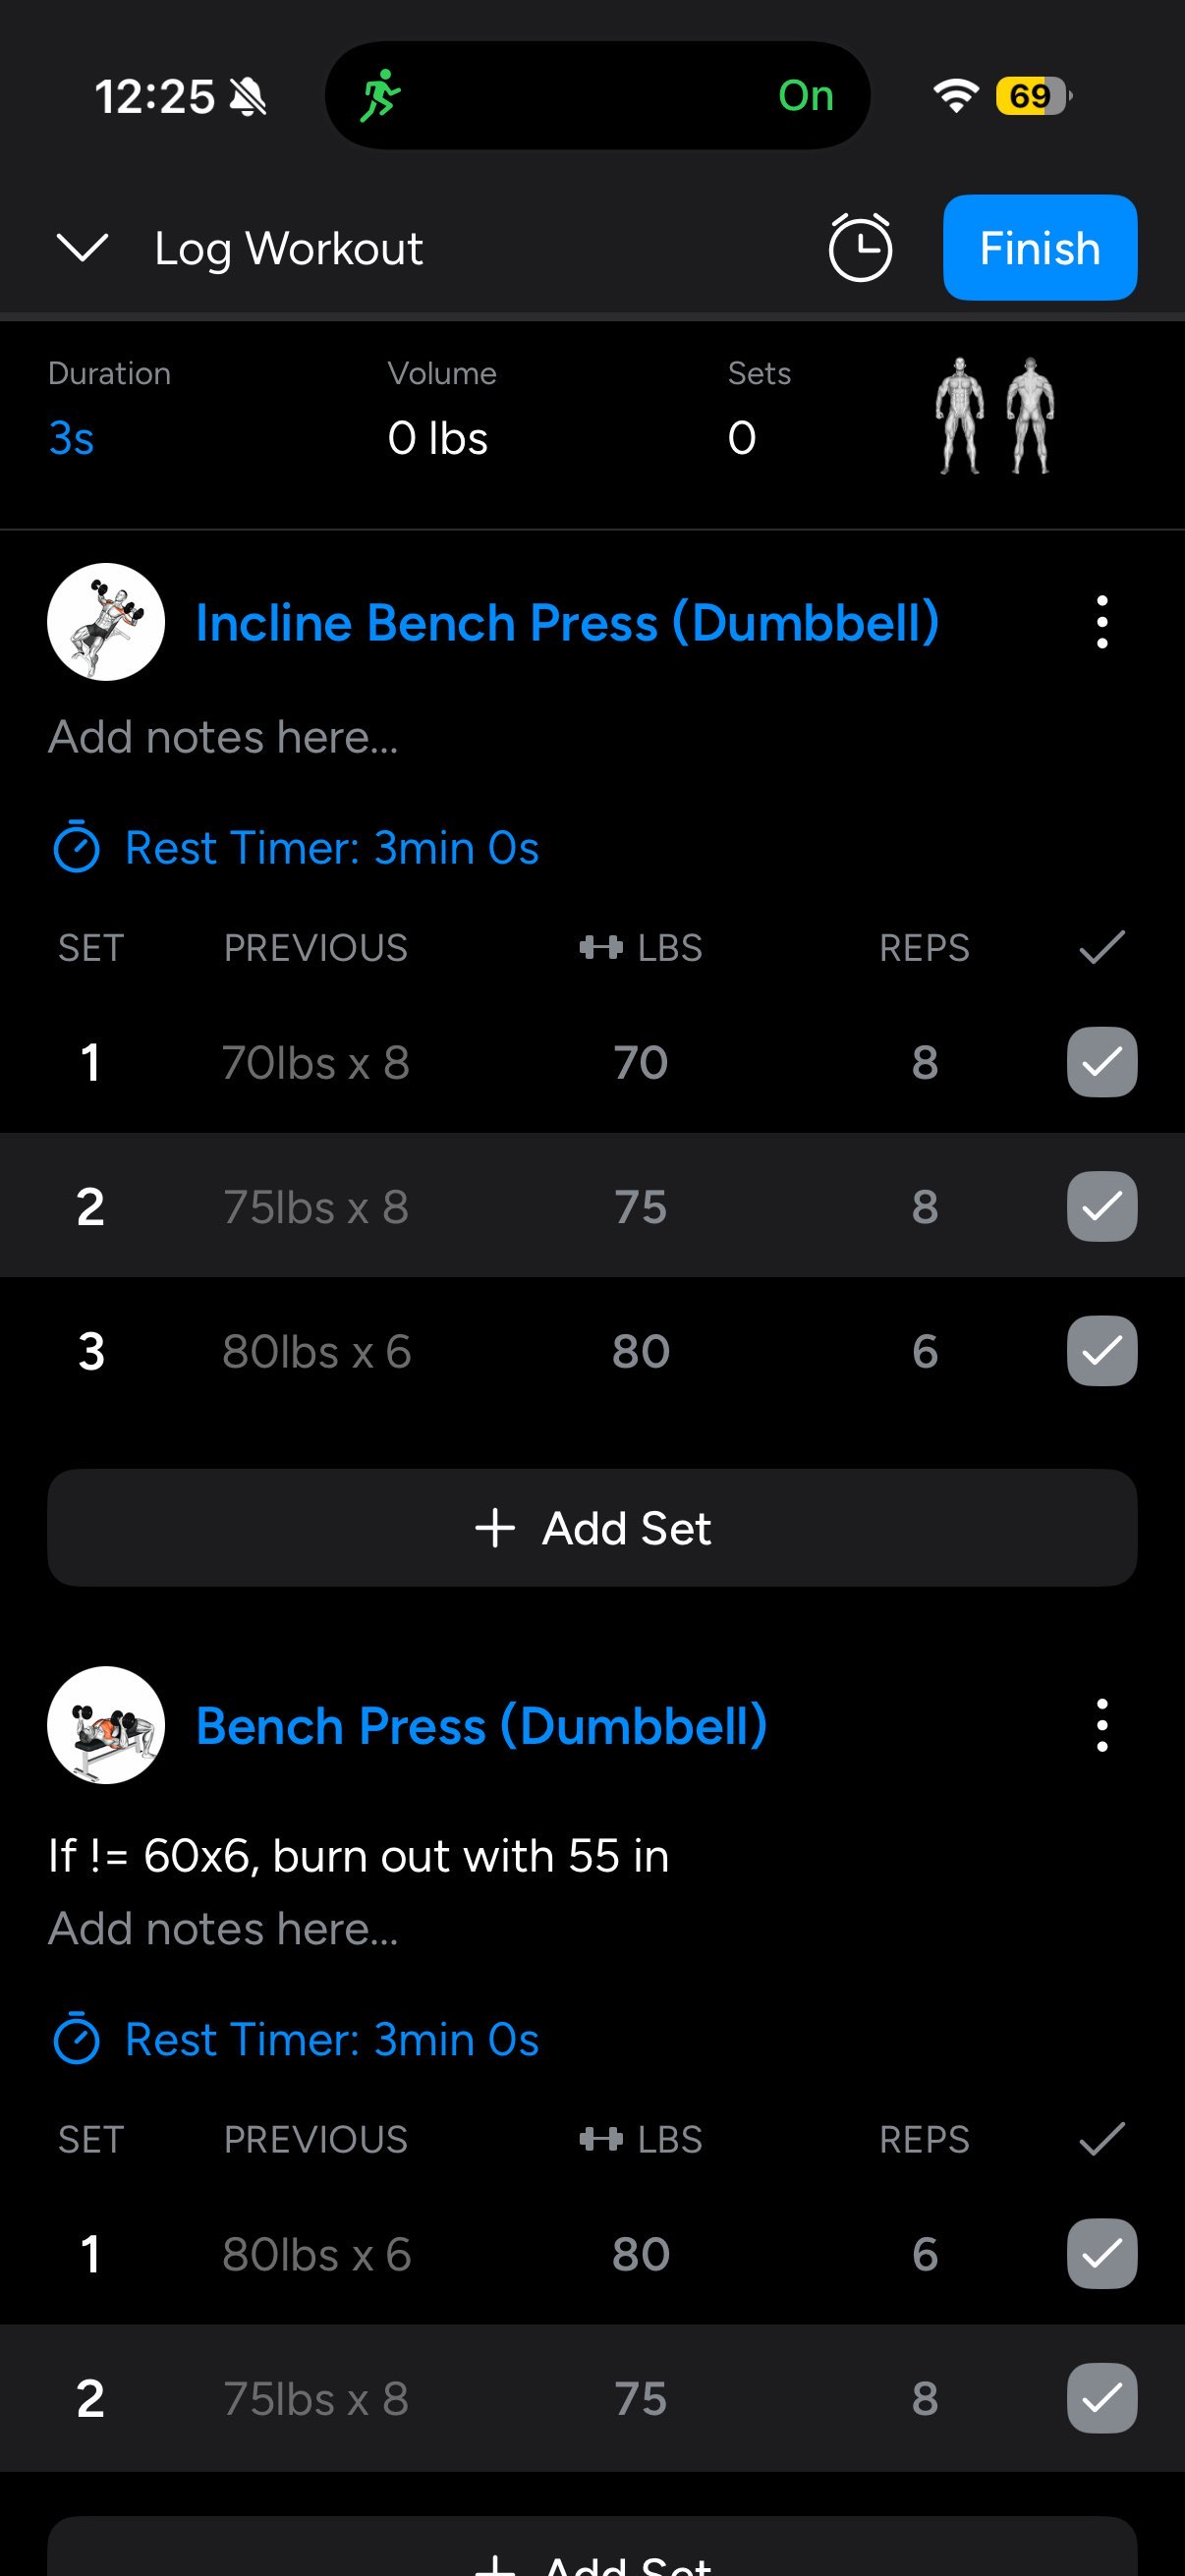 12:25 On 69
Log Workout Finish
Duration Volume Sets
3s 0 lbs 0
Incline Bench Press (Dumbbell)
Add notes here...
Rest Timer: 3min 0s
SET PREVIOUS LBS REPS
1 70lbs x 8 70 8
2 75lbs x 8 75 8
3 80lbs x 6 80 6
+ Add Set
Bench Press (Dumbbell)
If != 60x6, burn out with 55 in
Add notes here...
Rest Timer: 3min 0s
SET PREVIOUS LBS REPS
1 80lbs x 6 80 6
2 75lbs x 8 75 8
+ Add Set